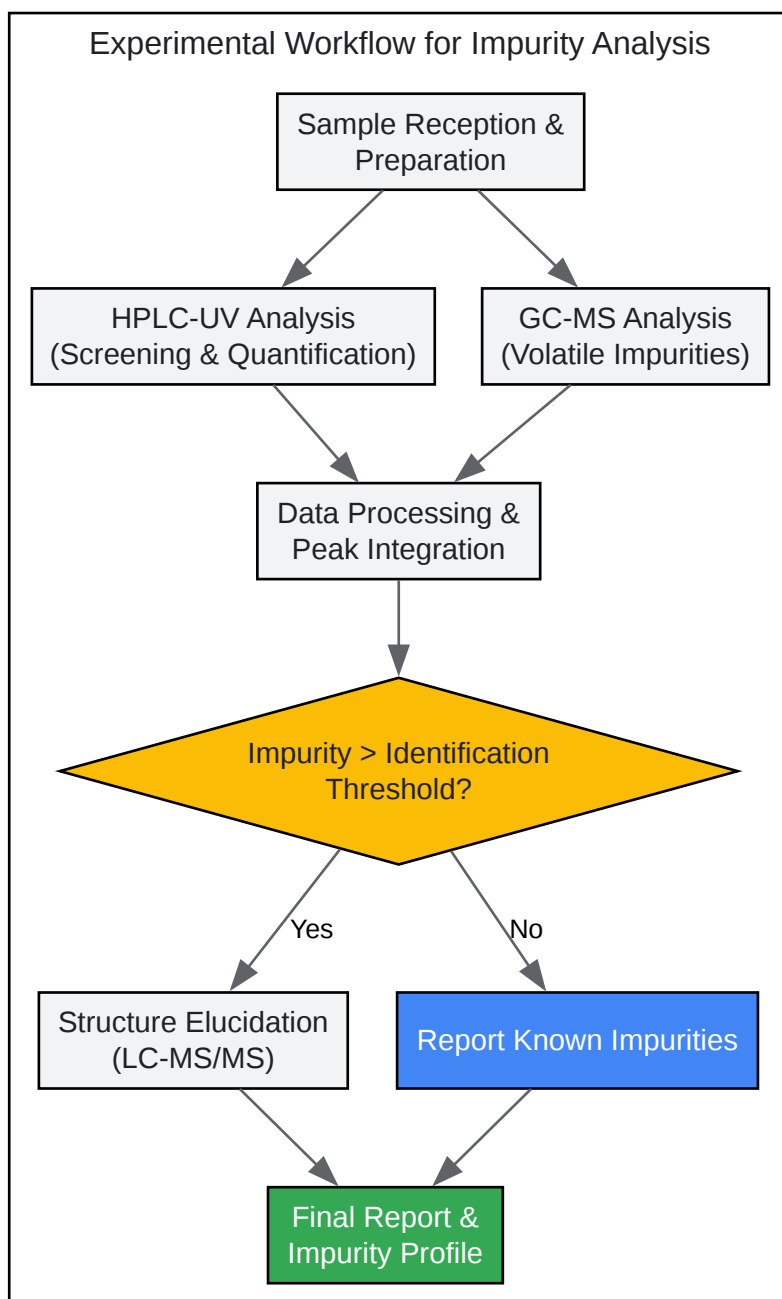 Experimental Workflow for Impurity Analysis
Sample Reception &
Preparation
HPLC-UV Analysis
(Screening & Quantification)
GC-MS Analysis
(Volatile Impurities)
Data Processing &
Peak Integration
Impurity > Identification
Threshold?
Yes
No
Structure Elucidation
(LC-MS/MS)
Report Known Impurities
Final Report &
Impurity Profile